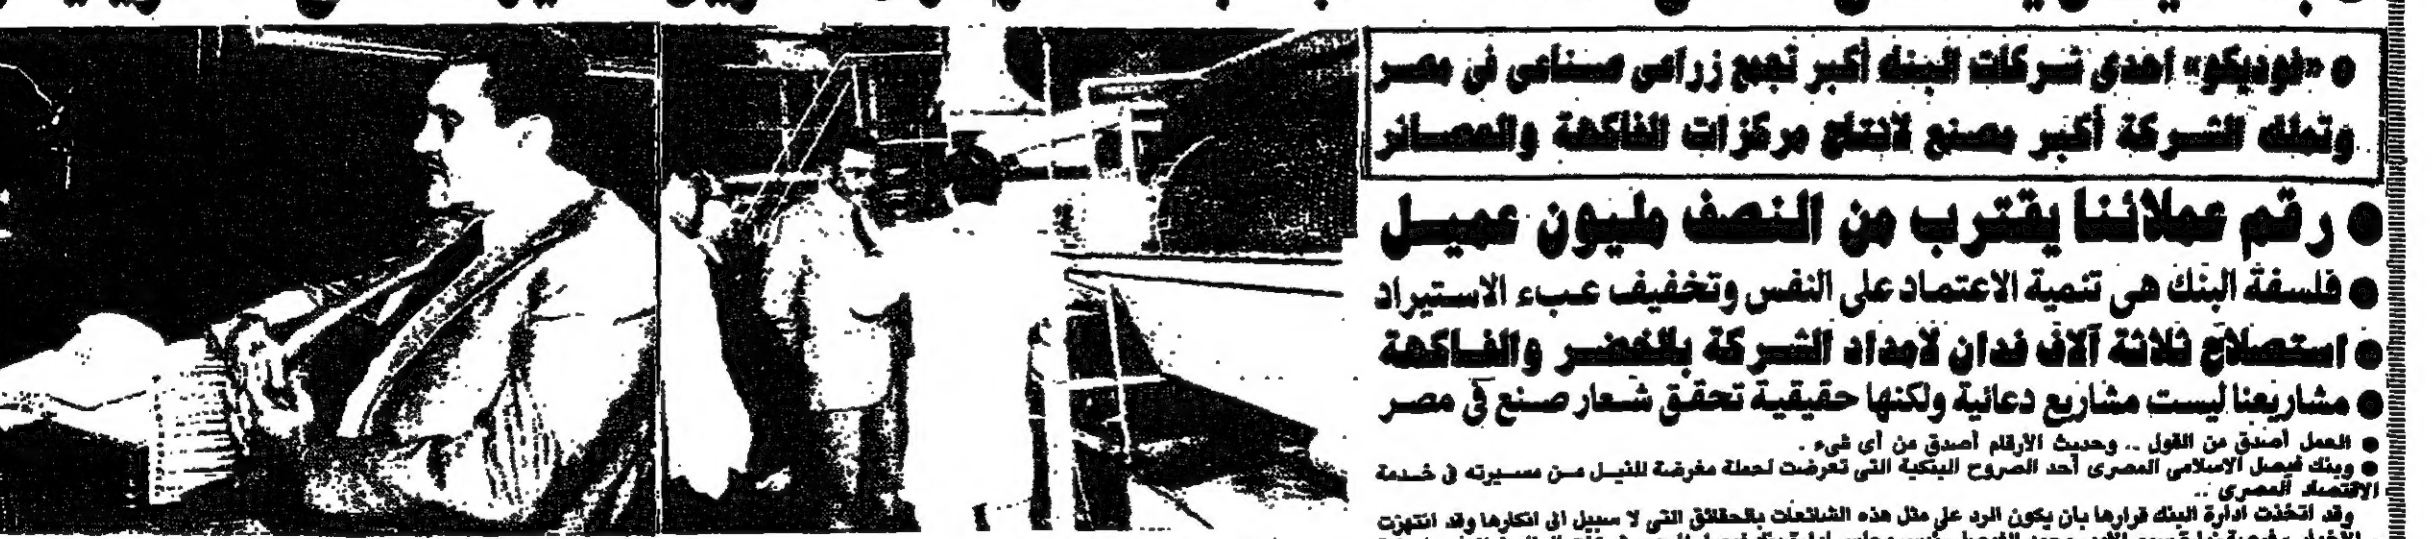 ● «فوديكو» احدى شركات البنك أكبر تجمع زراعى صناعى فى مصر
وتملك الشركة أكبر مصنع لانتاج مركزات الفاكهة والعصائر
● رقم عملائنا يقترب من النصف مليون عميل
● فلسفة البنك هى تنمية الاعتماد على النفس وتخفيف عبء الاستيراد
● استصلاح ثلاثة آلاف فدان لامداد الشركة بالخضر والفاكهة
● مشاريعنا ليست مشاريع دعائية ولكنها حقيقية تحقق شعار صنع فى مصر
● العمل أصدق من القول .. وحديث الارقام أصدق من أى شىء .
● وبنك فيصل الاسلامى المصرى أحد الصروح البنكية التى تعرضت لحملة مغرضة للنيل من مسيرته فى خدمة
الاقتصاد المصرى ..
وقد اتخذت ادارة البنك قرارها بان يكون الرد على مثل هذه الشائعات بالحقائق التى لا سبيل الى انكارها وقد انتهزت